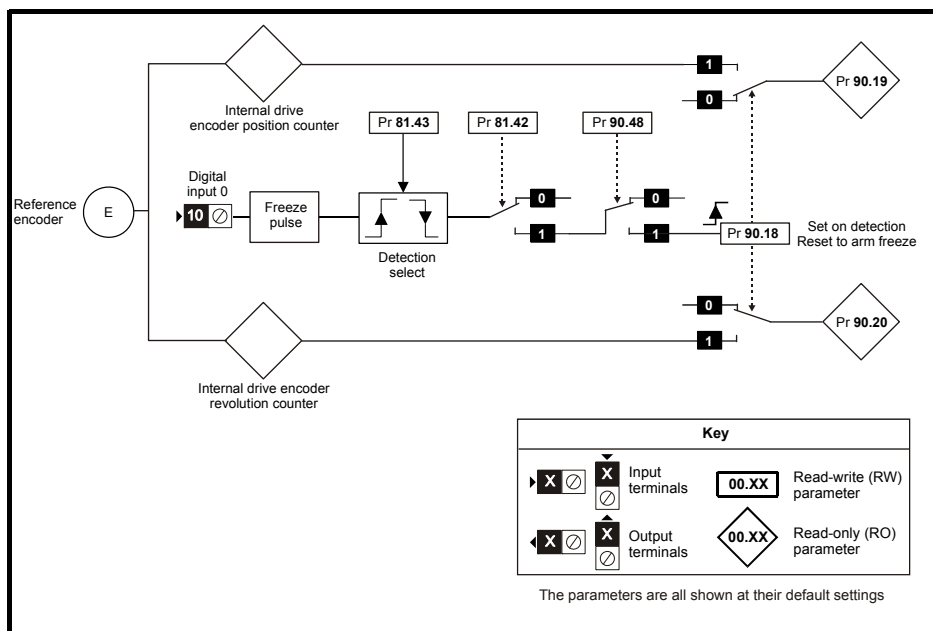 1
Pr 90.19
0
Internal drive
encoder position counter
Pr 81.43
Pr 81.42
Pr 90.48
Digital
input 0
Reference
encoder
E
10
Freeze
pulse
0
1
0
1
Pr 90.18
Set on detection
Reset to arm freeze
Detection
select
0
Pr 90.20
1
Internal drive encoder
revolution counter
Key
X
X
Input
terminals
00.XX
Read-write (RW)
parameter
X
X
Output
terminals
00.XX
Read-only (RO)
parameter
The parameters are all shown at their default settings